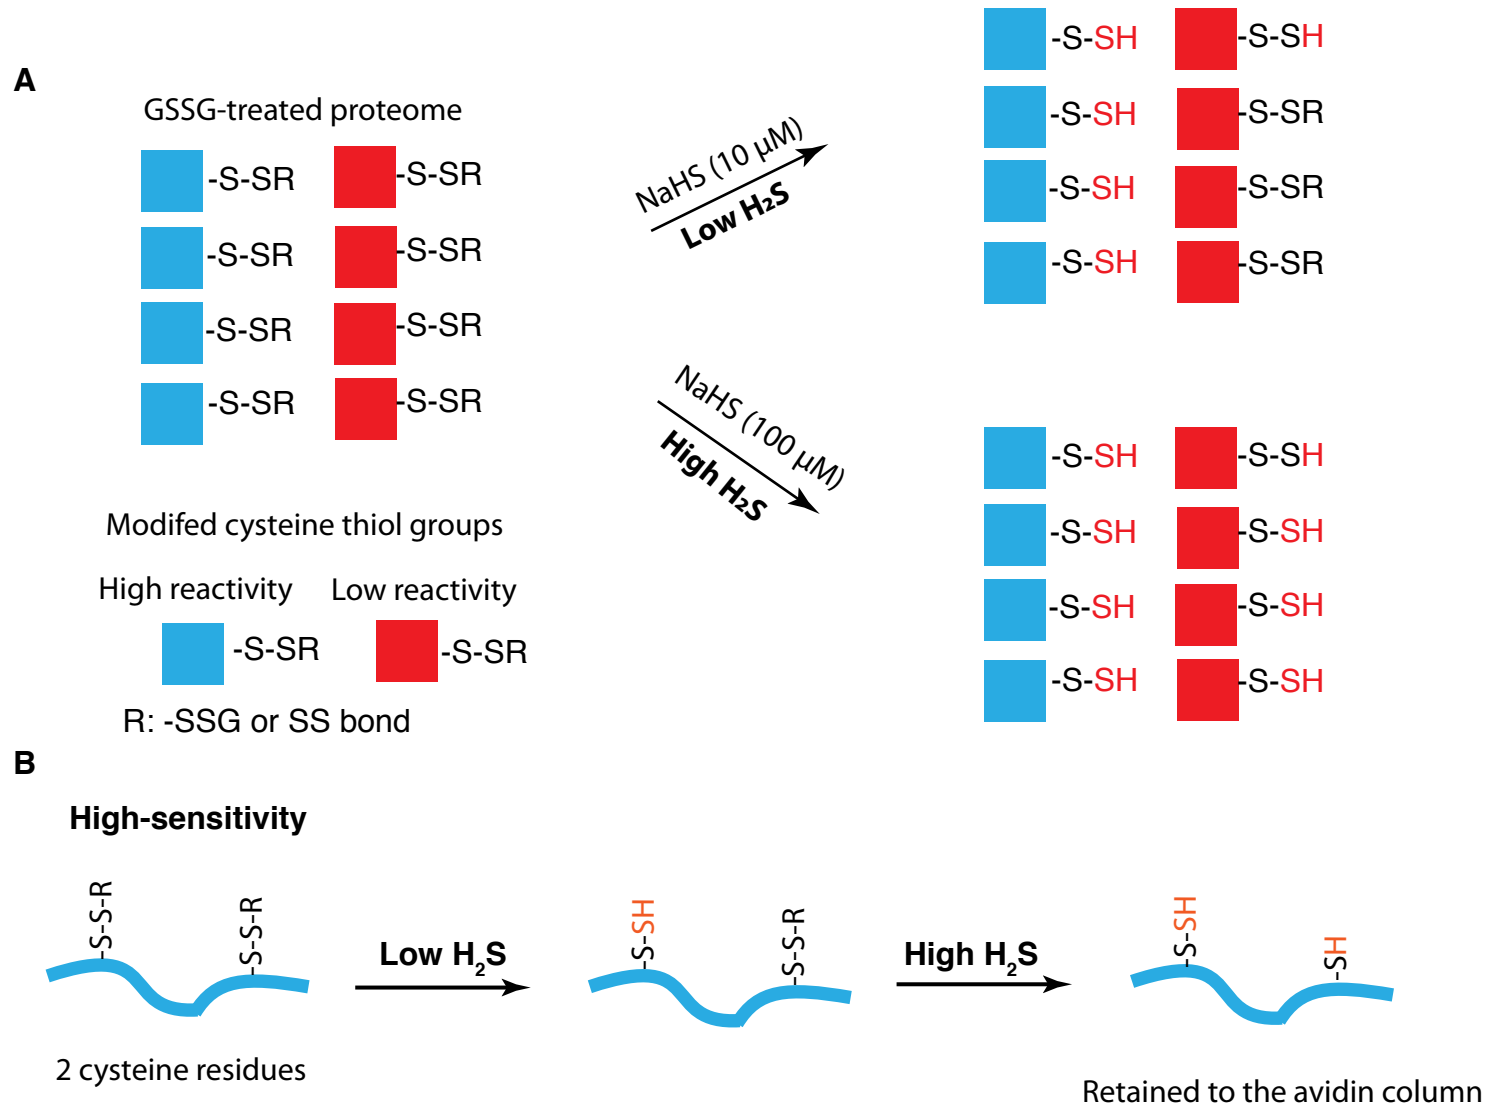 A
GSSG-treated proteome
-S-SR -S-SR
-S-SR -S-SR
-S-SR -S-SR
-S-SR -S-SR
Modifed cysteine thiol groups
High reactivity Low reactivity
-S-SR -S-SR
R: -SSG or SS bond
NaHS (10 µM)
Low H₂S
NaHS (100 µM)
High H₂S
-S-SH -S-SH
-S-SH -S-SR
-S-SH -S-SR
-S-SH -S-SR
-S-SH -S-SH
-S-SH -S-SH
-S-SH -S-SH
-S-SH -S-SH
B
High-sensitivity
-S-S-R
-S-S-R
2 cysteine residues
Low H₂S
-S-SH
-S-S-R
High H₂S
-S-SH
-SH
Retained to the avidin column